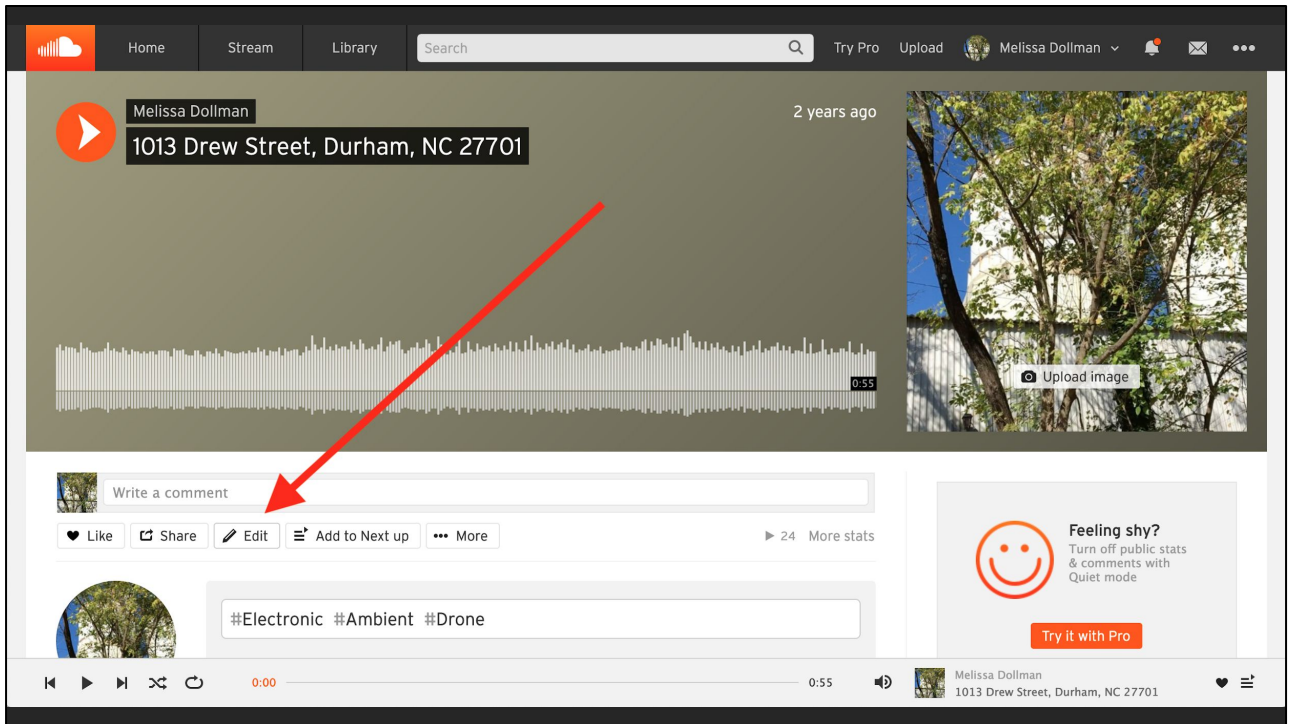 Home Stream Library Search Try Pro Upload Melissa Dollman
Melissa Dollman
2 years ago
1013 Drew Street, Durham, NC 27701
Upload image
0:55
Write a comment
Like Share Edit Add to Next up More
24 More stats
Feeling shy?
Turn off public stats
& comments with
Quiet mode
Try it with Pro
#Electronic #Ambient #Drone
0:00 0:55
Melissa Dollman
1013 Drew Street, Durham, NC 27701